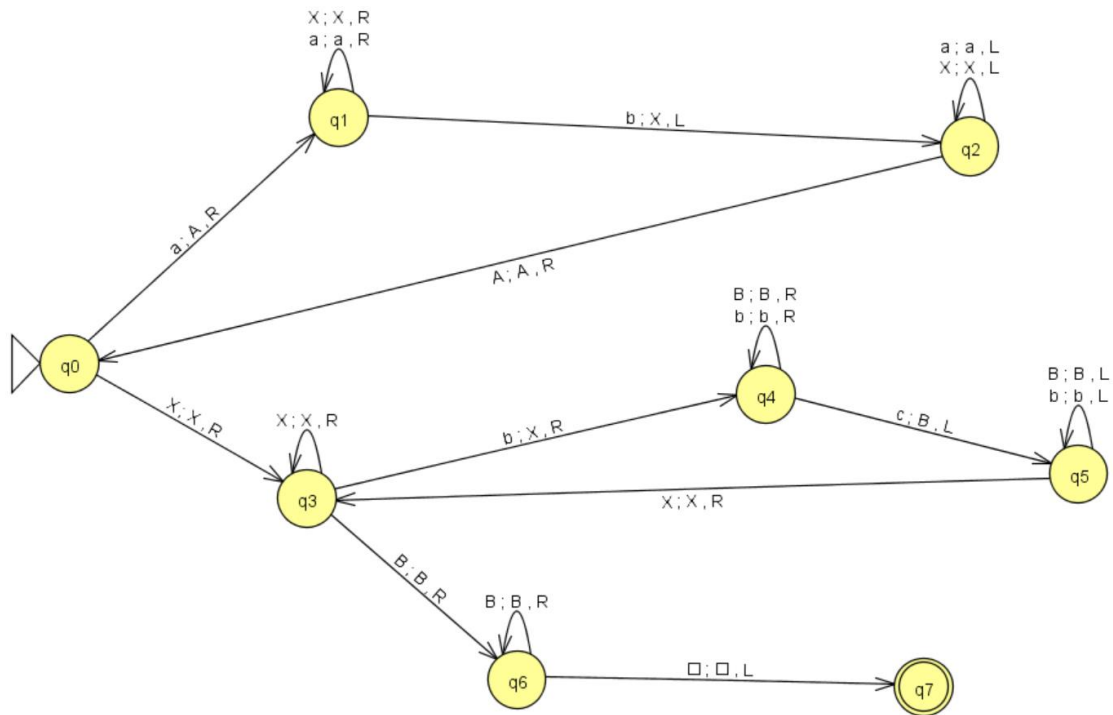 X ; X , R
a ; a , R
q1
a ; a , L
X ; X , L
q2
b ; X , L
a ; A , R
A ; A , R
q0
B ; B , R
b ; b , R
q4
B ; B , L
b ; b , L
q5
X ; X , R
X ; X , R
q3
b ; X , R
c ; B , L
X ; X , R
B ; B , R
B ; B , R
q6
□ ; □ , L
q7